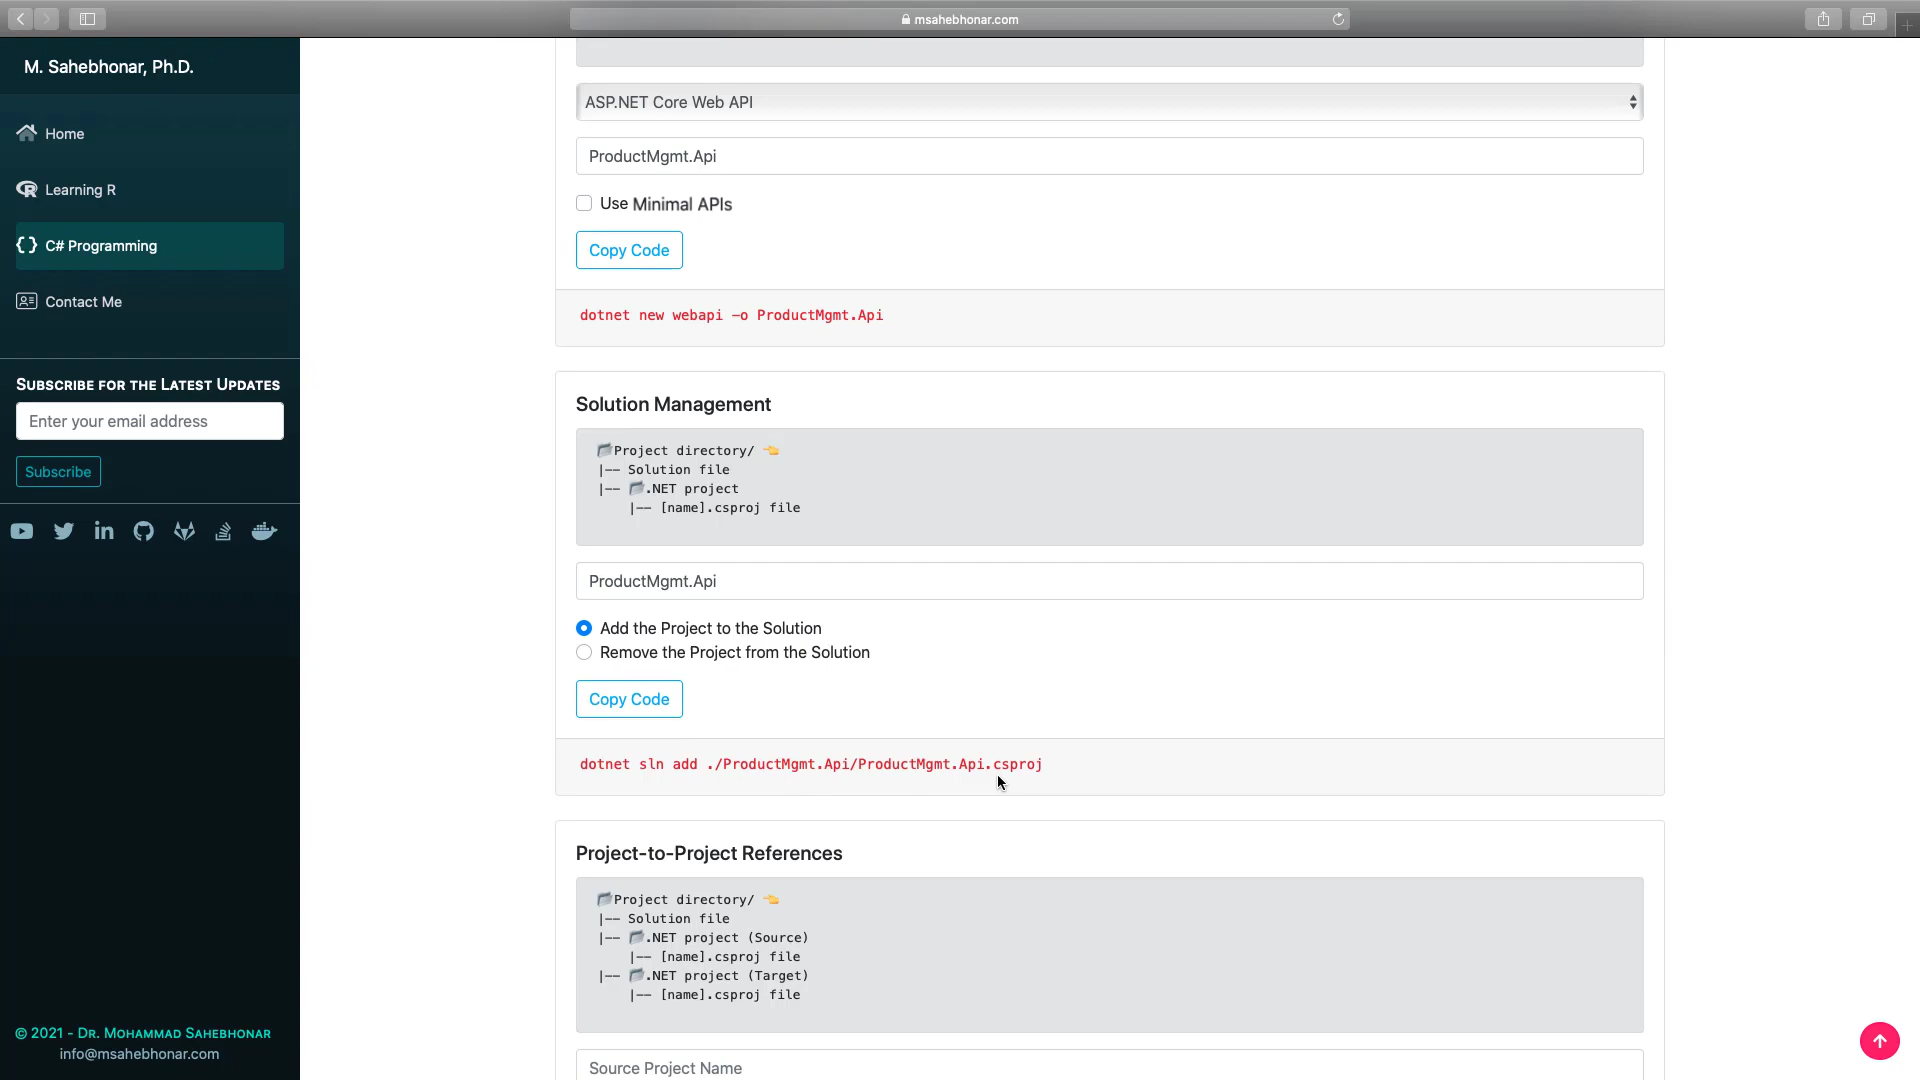 msahebhonar.com
M. Sahebhonar, Ph.D.
Home
Learning R
C# Programming
Contact Me
SUBSCRIBE FOR THE LATEST UPDATES
Enter your email address
Subscribe
© 2021 - DR. MOHAMMAD SAHEBHONAR
info@msahebhonar.com
ASP.NET Core Web API
ProductMgmt.Api
Use Minimal APIs
Copy Code
dotnet new webapi -o ProductMgmt.Api
Solution Management
Project directory/
|-- Solution file
|-- .NET project
|-- [name].csproj file
ProductMgmt.Api
Add the Project to the Solution
Remove the Project from the Solution
Copy Code
dotnet sln add ./ProductMgmt.Api/ProductMgmt.Api.csproj
Project-to-Project References
Project directory/
|-- Solution file
|-- .NET project (Source)
|-- [name].csproj file
|-- .NET project (Target)
|-- [name].csproj file
Source Project Name